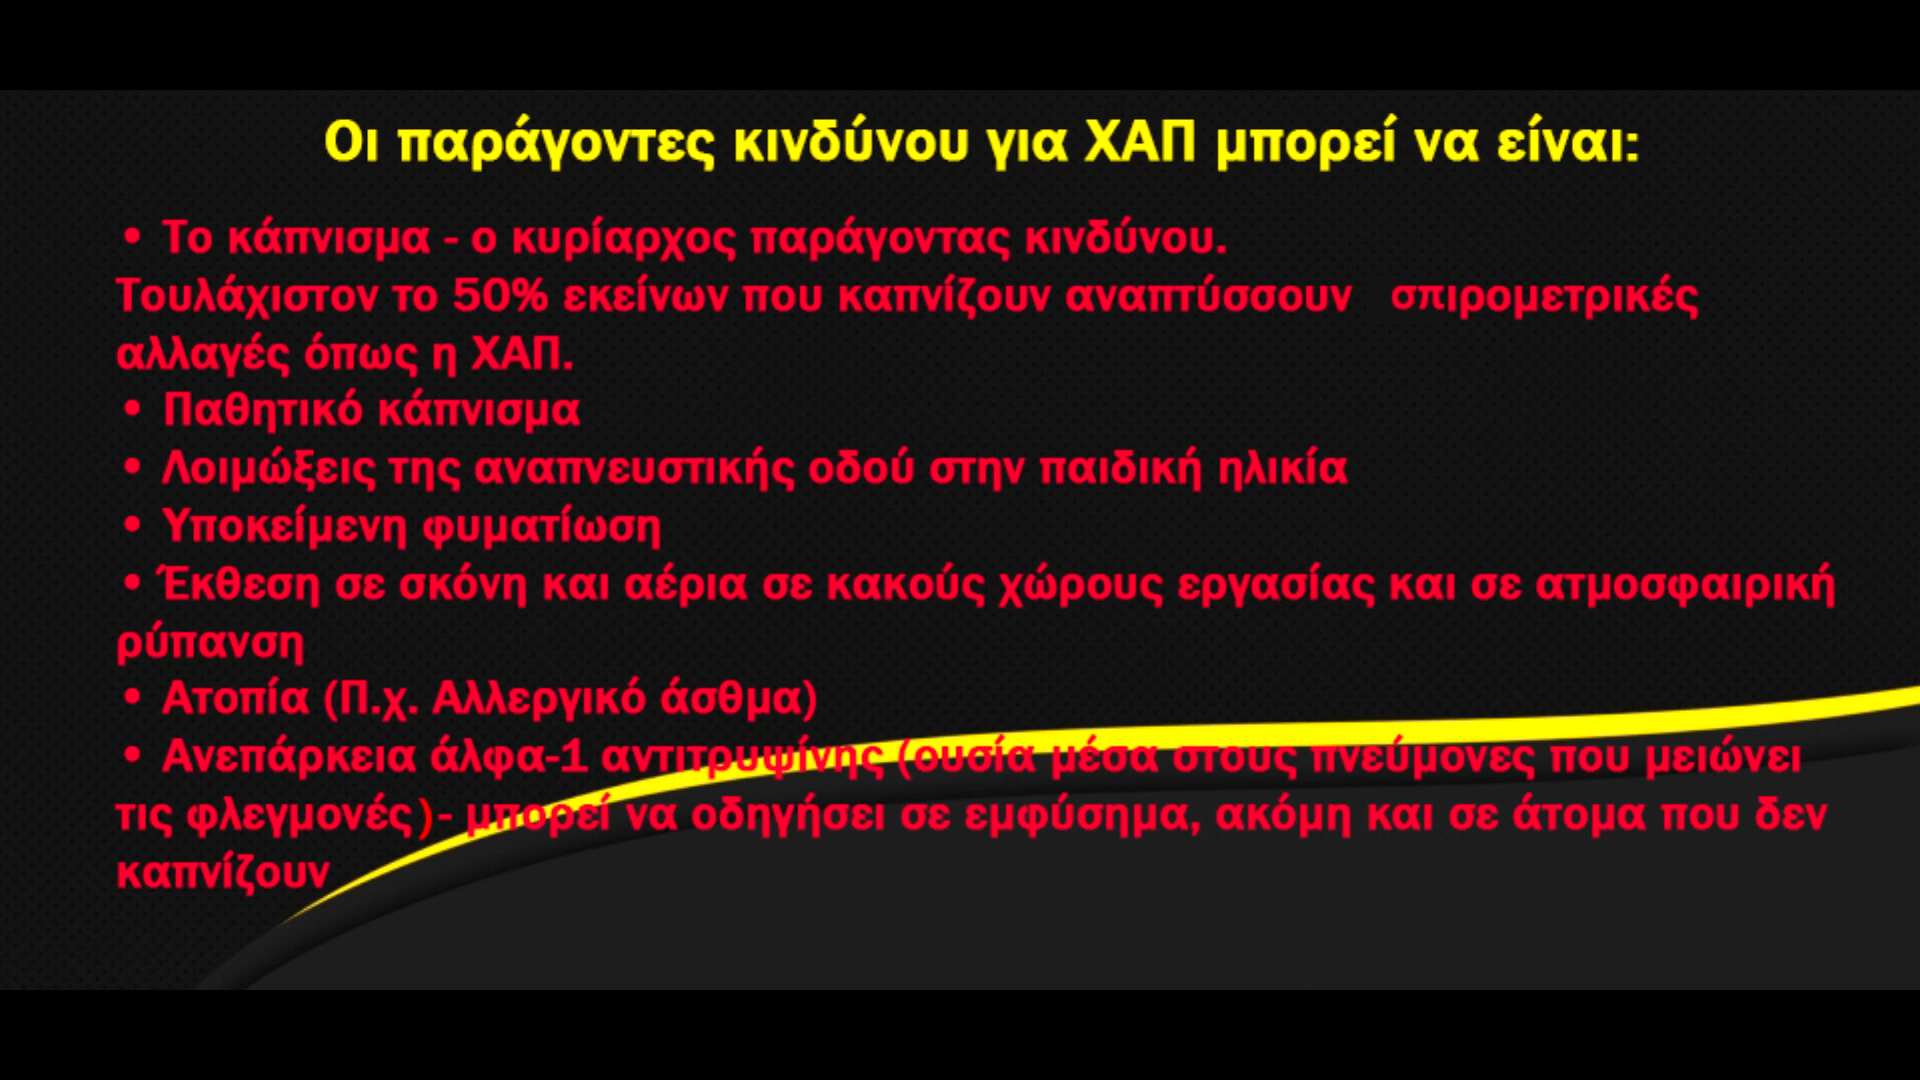 Οι παράγοντες κινδύνου για ΧΑΠ μπορεί να είναι:
• Το κάπνισμα - ο κυρίαρχος παράγοντας κινδύνου.
Τουλάχιστον το 50% εκείνων που καπνίζουν αναπτύσσουν σπιρομετρικές
αλλαγές όπως η ΧΑΠ.
• Παθητικό κάπνισμα
• Λοιμώξεις της αναπνευστικής οδού στην παιδική ηλικία
• Υποκείμενη φυματίωση
• Έκθεση σε σκόνη και αέρια σε κακούς χώρους εργασίας και σε ατμοσφαιρική
ρύπανση
• Ατοπία (Π.χ. Αλλεργικό άσθμα)
• Ανεπάρκεια άλφα-1 αντιτρυψίνης (ουσία μέσα στους πνεύμονες που μειώνει
τις φλεγμονές)- μπορεί να οδηγήσει σε εμφύσημα, ακόμη και σε άτομα που δεν
καπνίζουν